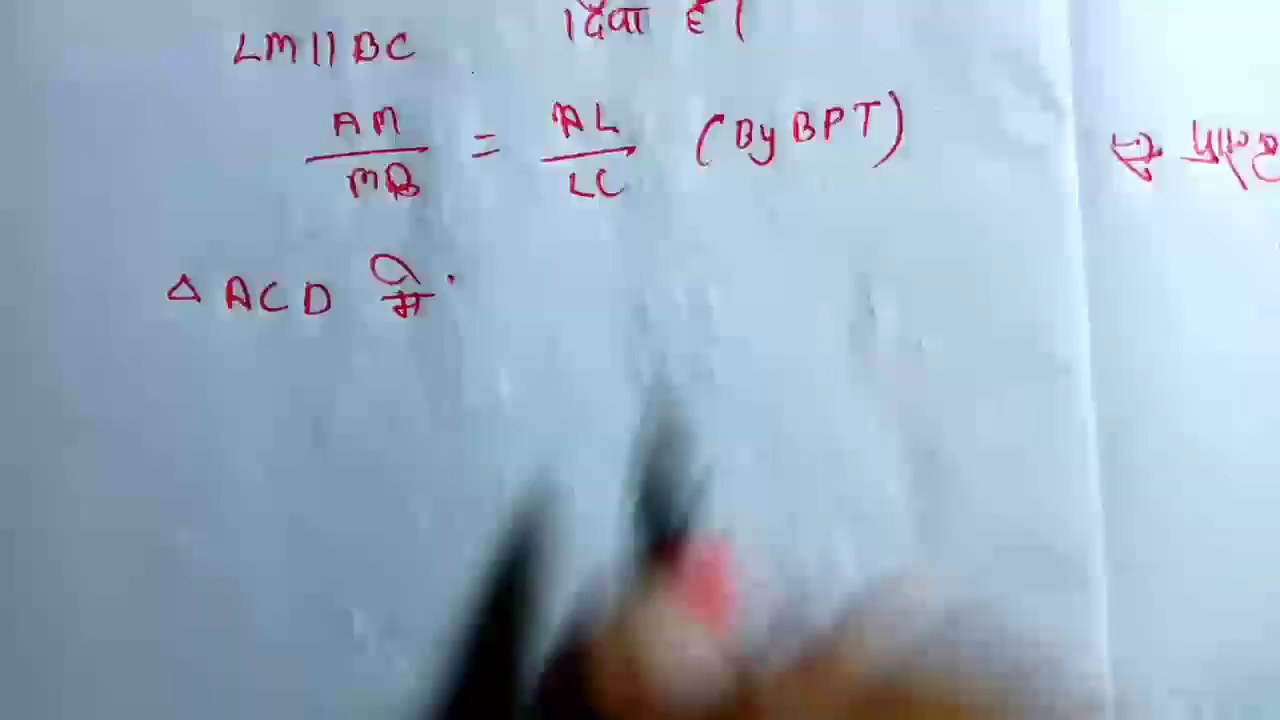 दिया है।
LM || BC
AM / MB = AL / LC (By BPT)
से
Δ ACD में